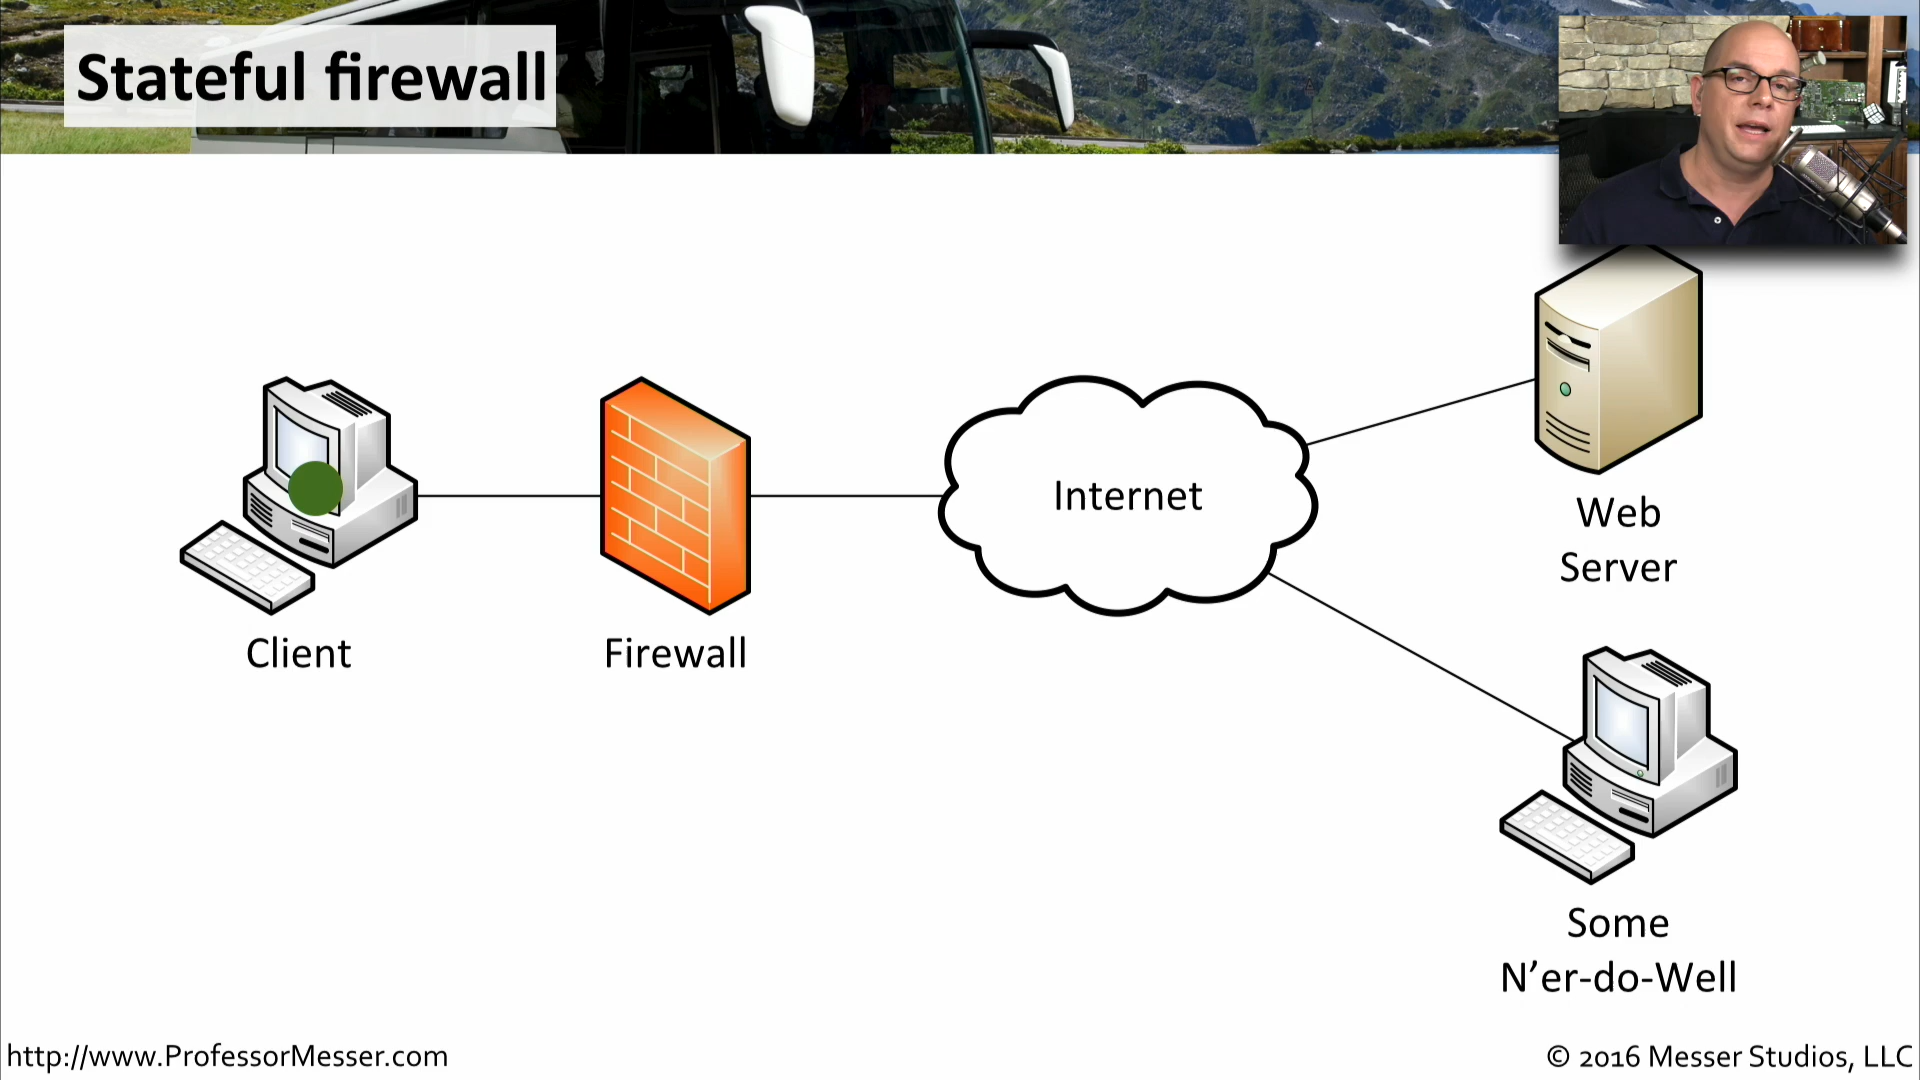 Stateful firewall
Internet
Web
Server
Client
Firewall
Some
N’er-do-Well
http://www.ProfessorMesser.com
© 2016 Messer Studios, LLC